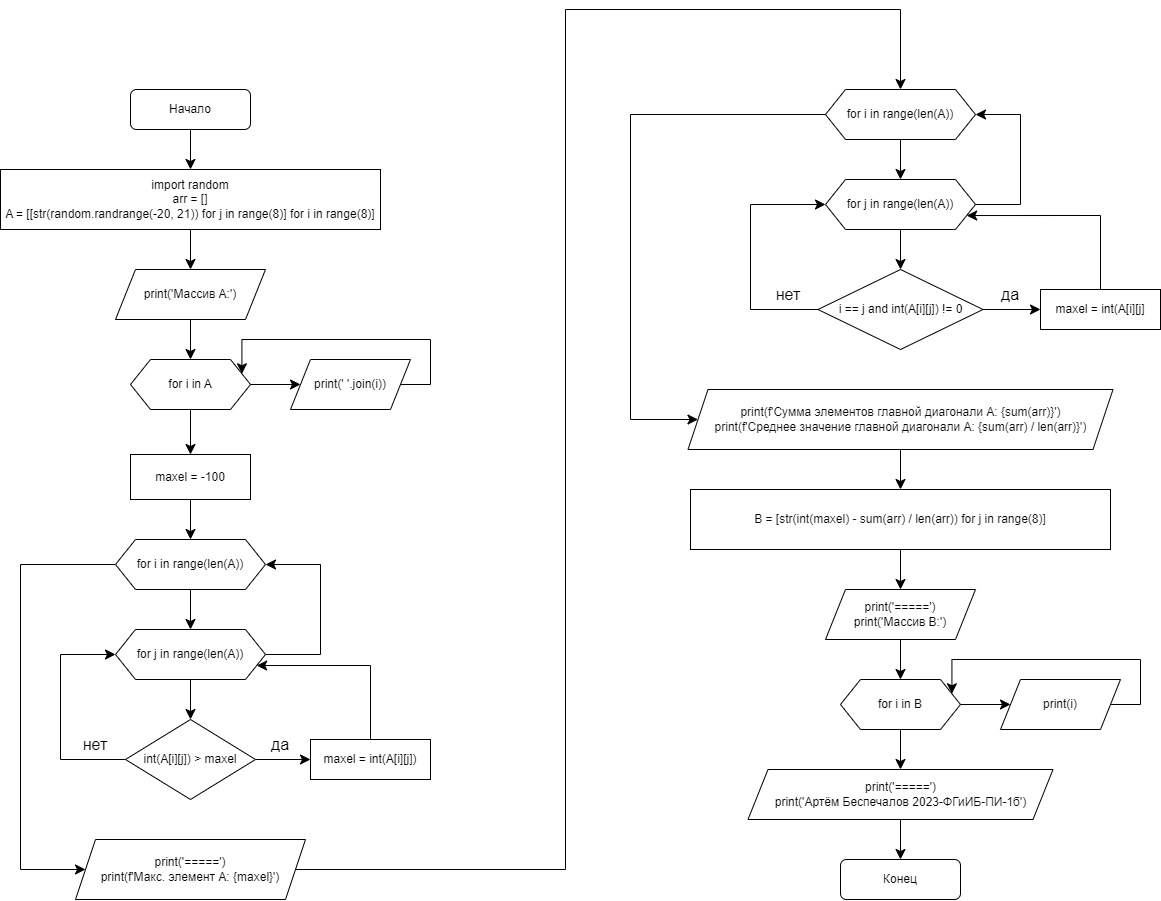 Начало
import random
arr = []
A = [[str(random.randrange(-20, 21)) for j in range(8)] for i in range(8)]
print('Массив A:')
for i in A
print(' '.join(i))
maxel = -100
for i in range(len(A))
for j in range(len(A))
int(A[i][j]) > maxel
нет
да
maxel = int(A[i][j])
print('=====')
print(f'Макс. элемент A: {maxel}')
for i in range(len(A))
for j in range(len(A))
i == j and int(A[i][j]) != 0
нет
да
maxel = int(A[i][j]
print(f'Сумма элементов главной диагонали A: {sum(arr)}')
print(f'Среднее значение главной диагонали A: {sum(arr) / len(arr)}')
B = [str(int(maxel) - sum(arr) / len(arr)) for j in range(8)]
print('=====')
print('Массив B:')
for i in B
print(i)
print('=====')
print('Артём Беспечалов 2023-ФГиИБ-ПИ-1б')
Конец